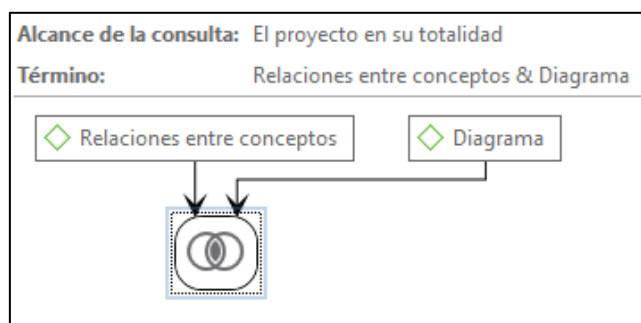 Alcance de la consulta: El proyecto en su totalidad
Término: Relaciones entre conceptos & Diagrama
Relaciones entre conceptos Diagrama